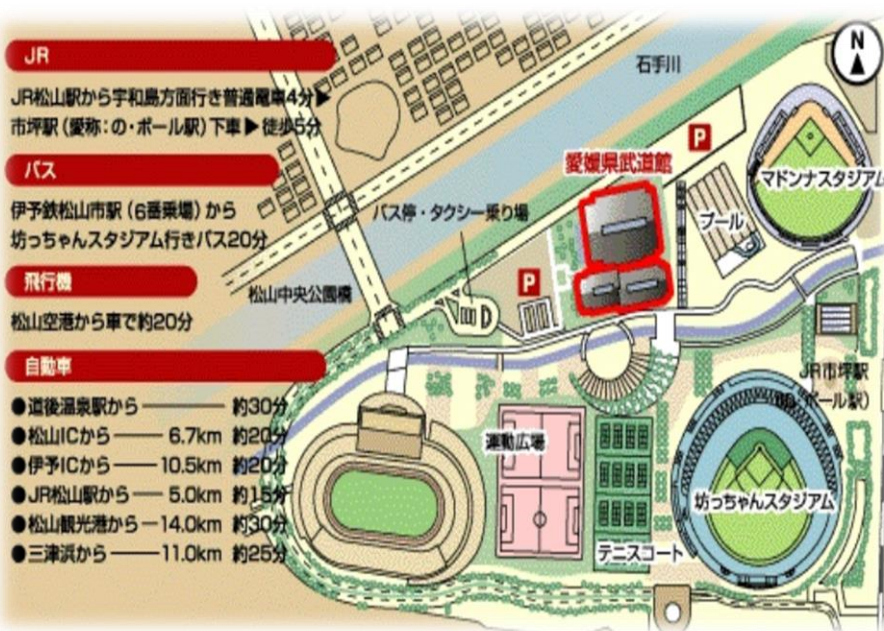 JR
JR松山駅から宇和島方面行き普通電車4分▶
市坪駅(愛称:の・ボール駅)下車▶徒歩5分
バス
伊予鉄松山市駅(6番乗場)から
坊っちゃんスタジアム行きバス20分
飛行機
松山空港から車で約20分
自動車
●道後温泉駅から――― 約30分
●松山ICから―― 6.7km 約20分
●伊予ICから―― 10.5km 約20分
●JR松山駅から―― 5.0km 約15分
●松山観光港から―14.0km 約30分
●三津浜から――― 11.0km 約25分
N
石手川
P
愛媛県武道館
マドンナスタジアム
プール
バス停・タクシー乗り場
P
松山中央公園橋
JR市坪駅
ボール駅)
運動広場
坊っちゃんスタジアム
テニスコート